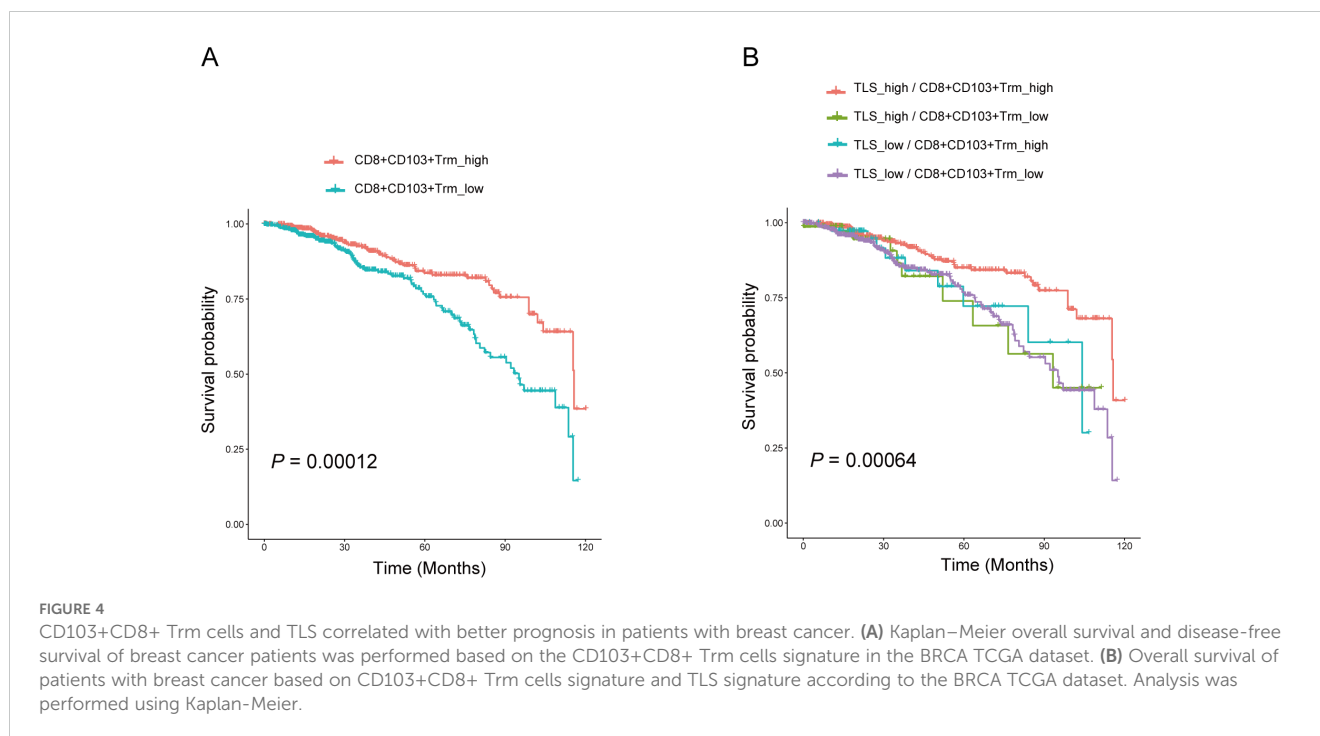 A
CD8+CD103+Trm_high
CD8+CD103+Trm_low
1.00
0.75
0.50
0.25
0.00
Survival probability
P = 0.00012
0 30 60 90 120
Time (Months)
B
TLS_high / CD8+CD103+Trm_high
TLS_high / CD8+CD103+Trm_low
TLS_low / CD8+CD103+Trm_high
TLS_low / CD8+CD103+Trm_low
1.00
0.75
0.50
0.25
0.00
Survival probability
P = 0.00064
0 30 60 90 120
Time (Months)
FIGURE 4
CD103+CD8+ Trm cells and TLS correlated with better prognosis in patients with breast cancer. (A) Kaplan–Meier overall survival and disease-free
survival of breast cancer patients was performed based on the CD103+CD8+ Trm cells signature in the BRCA TCGA dataset. (B) Overall survival of
patients with breast cancer based on CD103+CD8+ Trm cells signature and TLS signature according to the BRCA TCGA dataset. Analysis was
performed using Kaplan-Meier.